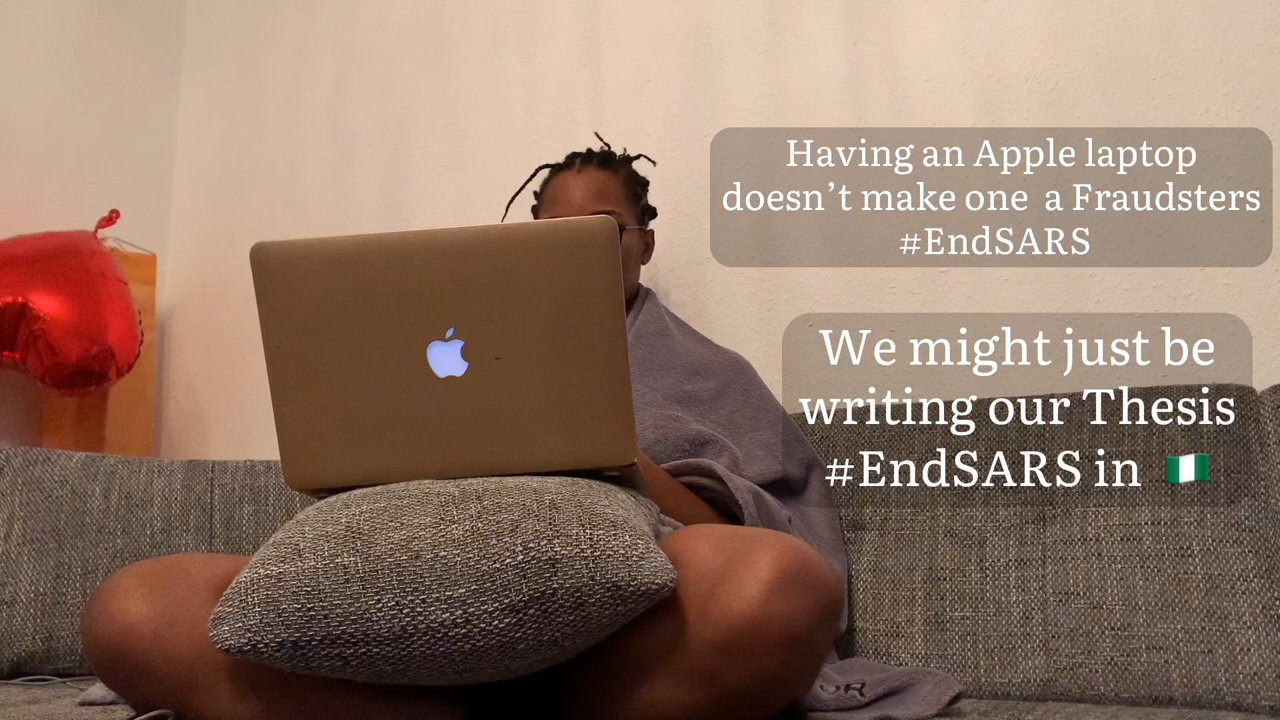 Having an Apple laptop
doesn’t make one  a Fraudsters
#EndSARS
We might just be
writing our Thesis
#EndSARS in 🇳🇬